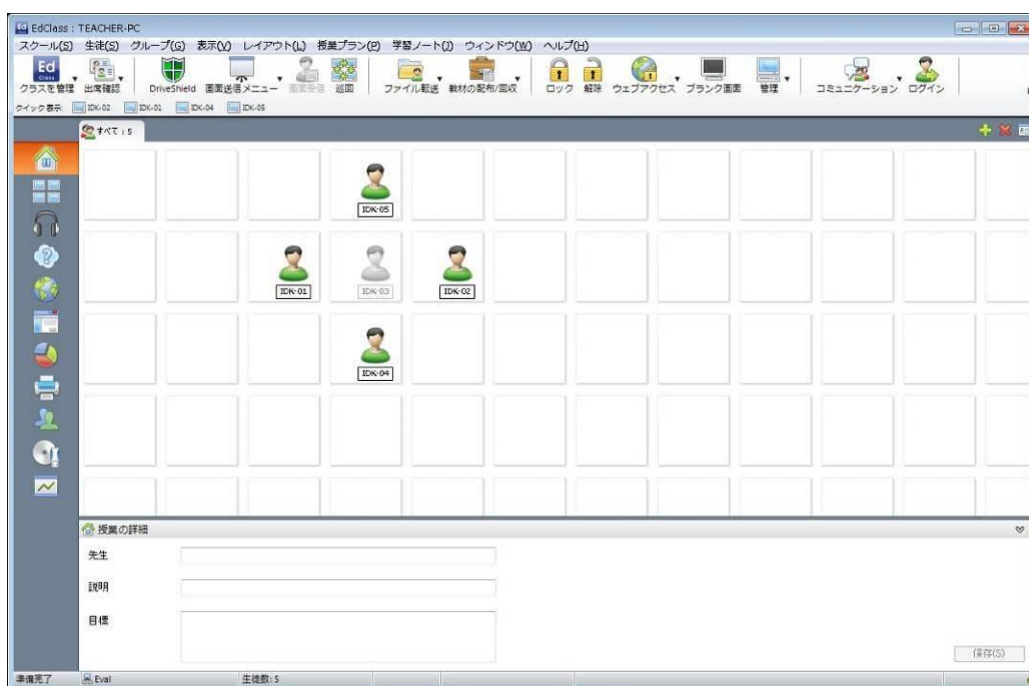 EdClass : TEACHER-PC
スクール(S) 生徒(S) グループ(G) 表示(V) レイアウト(L) 授業プラン(P) 学習ノート(J) ウィンドウ(W) ヘルプ(H)
Ed
Class
クラスを管理 出席確認 DriveShield 画面送信メニュー 画面受信 巡回 ファイル転送 教材の配布/回収 ロック 解除 ウェブアクセス ブランク画面 管理 コミュニケーション ログイン
クイック表示: IDK-02 IDK-01 IDK-04 IDK-05
すべて : 5
IDK-05
IDK-01 IDK-03 IDK-02
IDK-04
授業の詳細
先生
説明
目標
保存(S)
準備完了 Eval 生徒数: 5